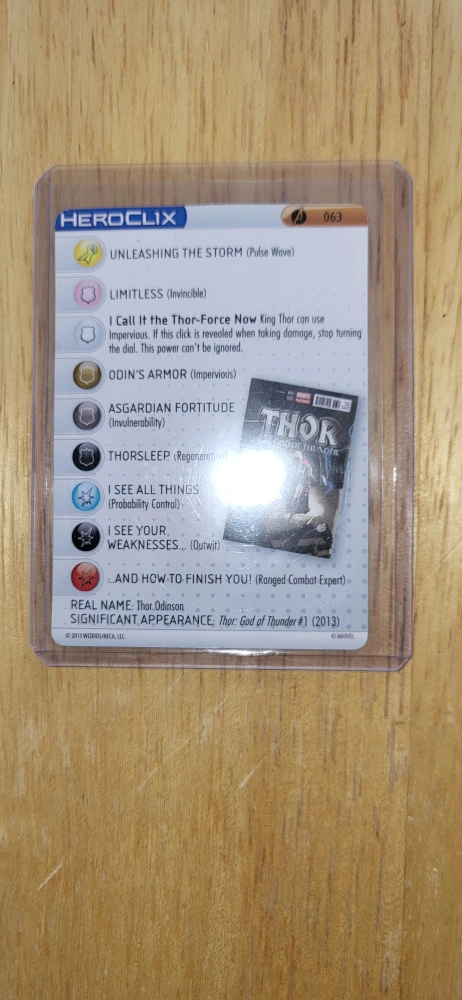 HEROCLIX
063
UNLEASHING THE STORM (Pulse Wave)
LIMITLESS (Invincible)
I Call It the Thor-Force Now King Thor can use
Impervious. If this click is revealed when taking damage, stop turning
the dial. This power can't be ignored.
ODIN'S ARMOR (Impervious)
ASGARDIAN FORTITUDE
(Invulnerability)
THORSLEEP (Regeneration)
I SEE ALL THINGS
(Probability Control)
I SEE YOUR
WEAKNESSES... (Outwit)
...AND HOW TO FINISH YOU! (Ranged Combat Expert)
MARVEL
THOR
GOD OF THUNDER
REAL NAME: Thor Odinson
SIGNIFICANT APPEARANCE: Thor: God of Thunder #1 (2013)
© 2015 WIZKIDS/NECA, LLC.
© MARVEL